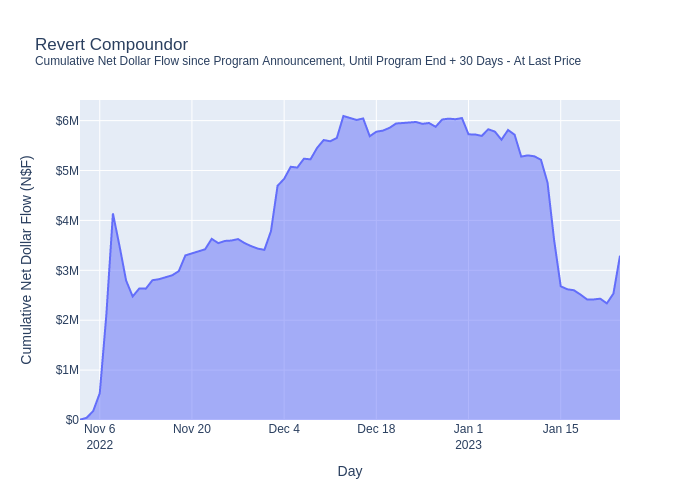 Revert Compoundor
Cumulative Net Dollar Flow since Program Announcement, Until Program End + 30 Days - At Last Price
Cumulative Net Dollar Flow (N$F)
$6M
$5M
$4M
$3M
$2M
$1M
$0
Nov 6
2022
Nov 20
Dec 4
Dec 18
Jan 1
2023
Jan 15
Day